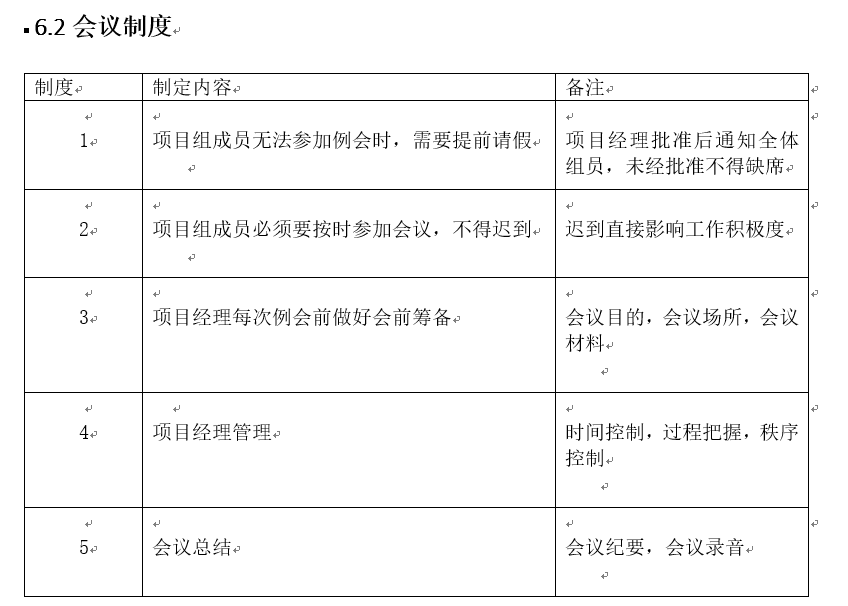 6.2 会议制度
制度 制定内容 备注
1 项目组成员无法参加例会时，需要提前请假 项目经理批准后通知全体
组员，未经批准不得缺席
2 项目组成员必须要按时参加会议，不得迟到 迟到直接影响工作积极度
3 项目经理每次例会前做好会前筹备 会议目的，会议场所，会议
材料
4 项目经理管理 时间控制，过程把握，秩序
控制
5 会议总结 会议纪要，会议录音